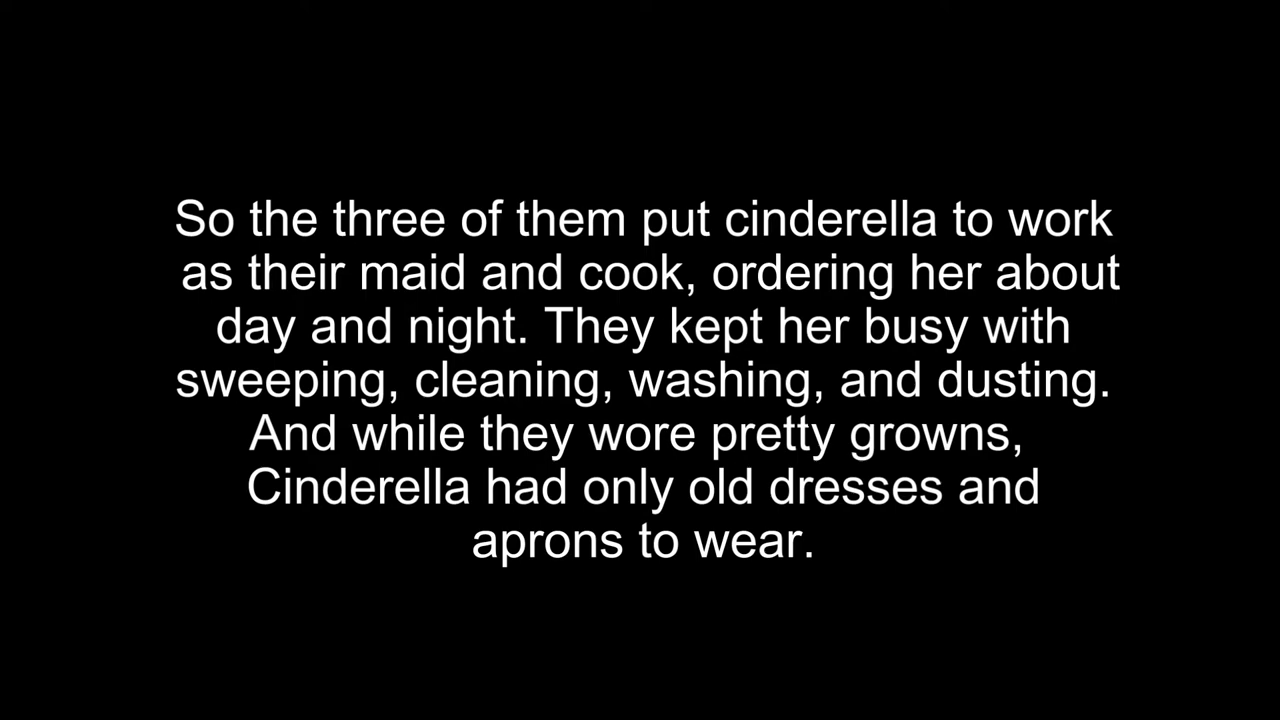 So the three of them put cinderella to work
as their maid and cook, ordering her about
day and night. They kept her busy with
sweeping, cleaning, washing, and dusting.
And while they wore pretty growns,
Cinderella had only old dresses and
aprons to wear.